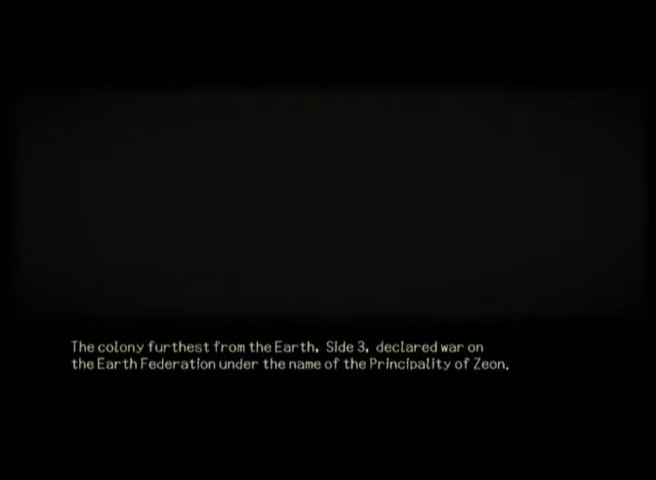 The colony furthest from the Earth, Side 3, declared war on
the Earth Federation under the name of the Principality of Zeon.